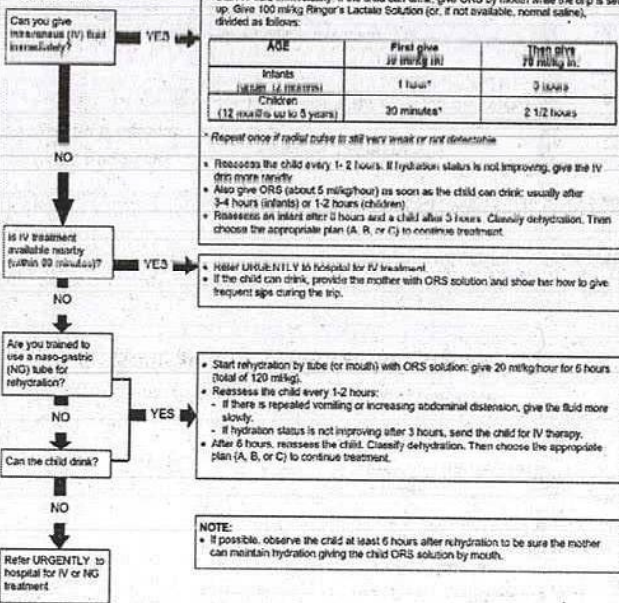 Can you give
intravenous (IV) fluid
immediately?
YES
up. Give 100 ml/kg Ringer's Lactate Solution (or, if not available, normal saline),
divided as follows:
AGE
First give
30 ml/kg in:
Then give
70 ml/kg in:
Infants
(under 12 months)
1 hour*
5 hours
Children
(12 months up to 5 years)
30 minutes*
2 1/2 hours
* Repeat once if radial pulse is still very weak or not detectable
• Reassess the child every 1-2 hours. If hydration status is not improving, give the IV
drip more rapidly
• Also give ORS (about 5 ml/kg/hour) as soon as the child can drink: usually after
3-4 hours (infants) or 1-2 hours (children)
• Reassess an infant after 6 hours and a child after 3 hours. Classify dehydration. Then
choose the appropriate plan (A, B, or C) to continue treatment
NO
Is IV treatment
available nearby
(within 30 minutes)?
YES
• Refer URGENTLY to hospital for IV treatment
• If the child can drink, provide the mother with ORS solution and show her how to give
frequent sips during the trip.
NO
Are you trained to
use a naso-gastric
(NG) tube for
rehydration?
NO
Can the child drink?
YES
• Start rehydration by tube (or mouth) with ORS solution: give 20 ml/kg/hour for 6 hours
(total of 120 ml/kg).
• Reassess the child every 1-2 hours:
- If there is repeated vomiting or increasing abdominal distension, give the fluid more
slowly.
- If hydration status is not improving after 3 hours, send the child for IV therapy.
• After 6 hours, reassess the child. Classify dehydration. Then choose the appropriate
plan (A, B, or C) to continue treatment.
NO
Refer URGENTLY to
hospital for IV or NG
treatment
NOTE:
• If possible, observe the child at least 6 hours after rehydration to be sure the mother
can maintain hydration giving the child ORS solution by mouth.